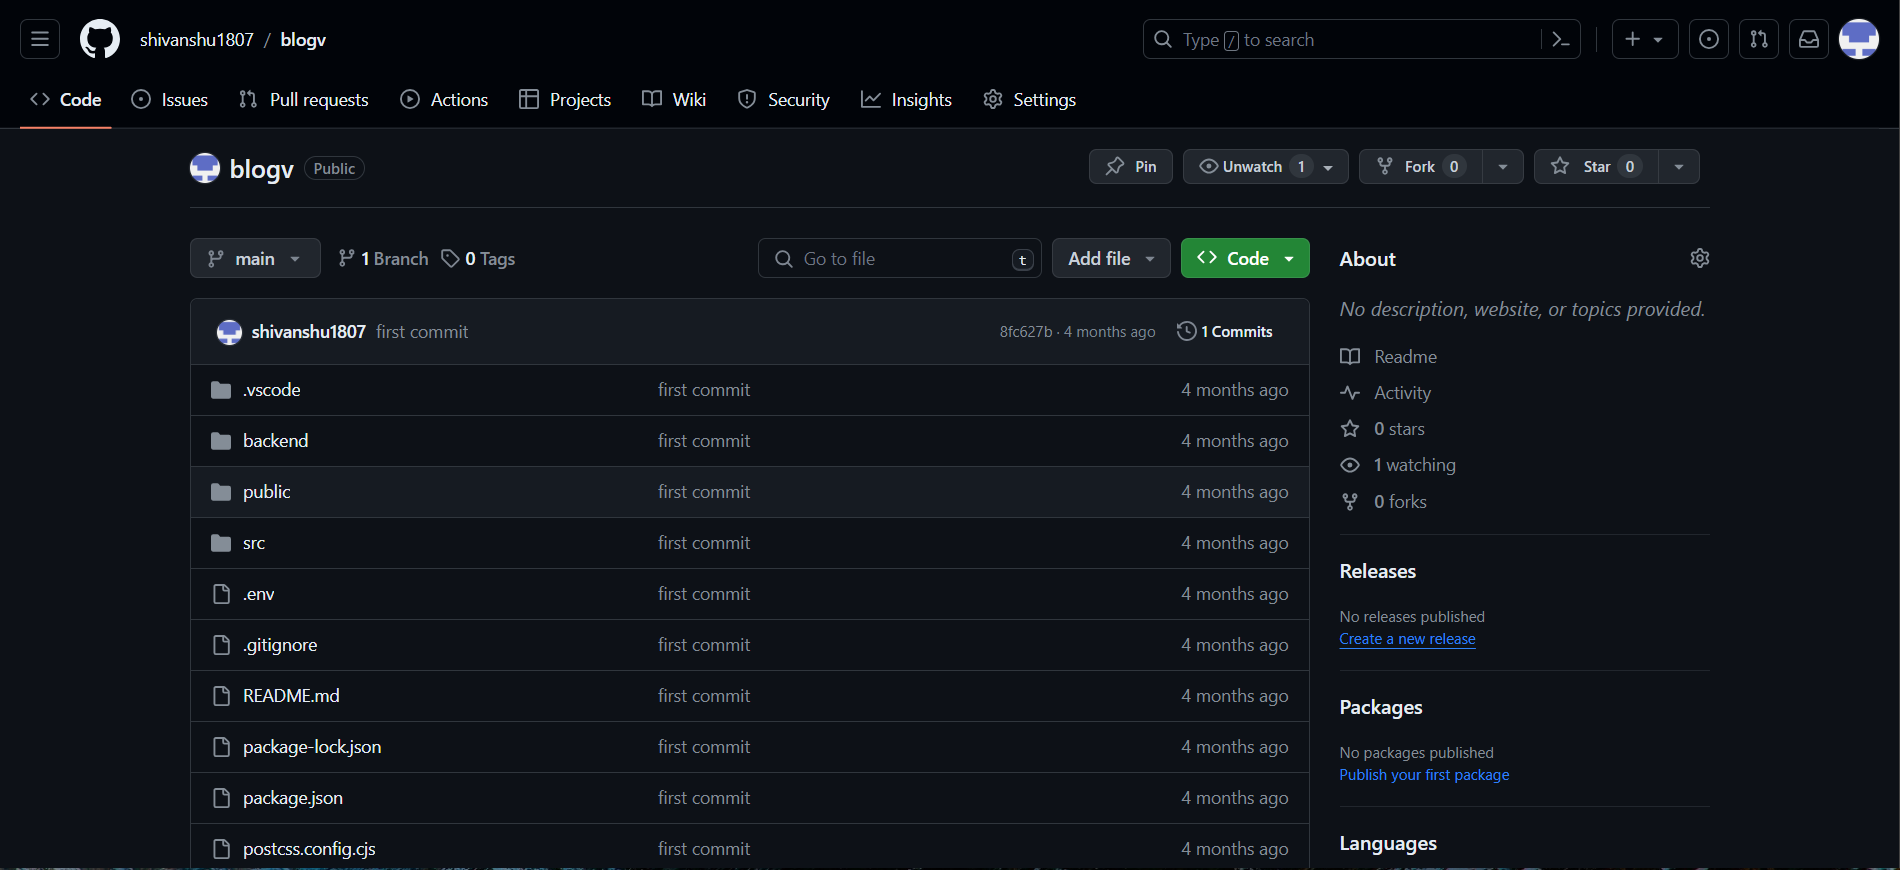 shivanshu1807 / blogv
Type / to search
Code Issues Pull requests Actions Projects Wiki Security Insights Settings
blogv Public
Pin Unwatch 1 Fork 0 Star 0
main 1 Branch 0 Tags
Go to file t Add file Code
shivanshu1807 first commit 8fc627b · 4 months ago 1 Commits
.vscode first commit 4 months ago
backend first commit 4 months ago
public first commit 4 months ago
src first commit 4 months ago
.env first commit 4 months ago
.gitignore first commit 4 months ago
README.md first commit 4 months ago
package-lock.json first commit 4 months ago
package.json first commit 4 months ago
postcss.config.cjs first commit 4 months ago
About
No description, website, or topics provided.
Readme
Activity
0 stars
1 watching
0 forks
Releases
No releases published
Create a new release
Packages
No packages published
Publish your first package
Languages